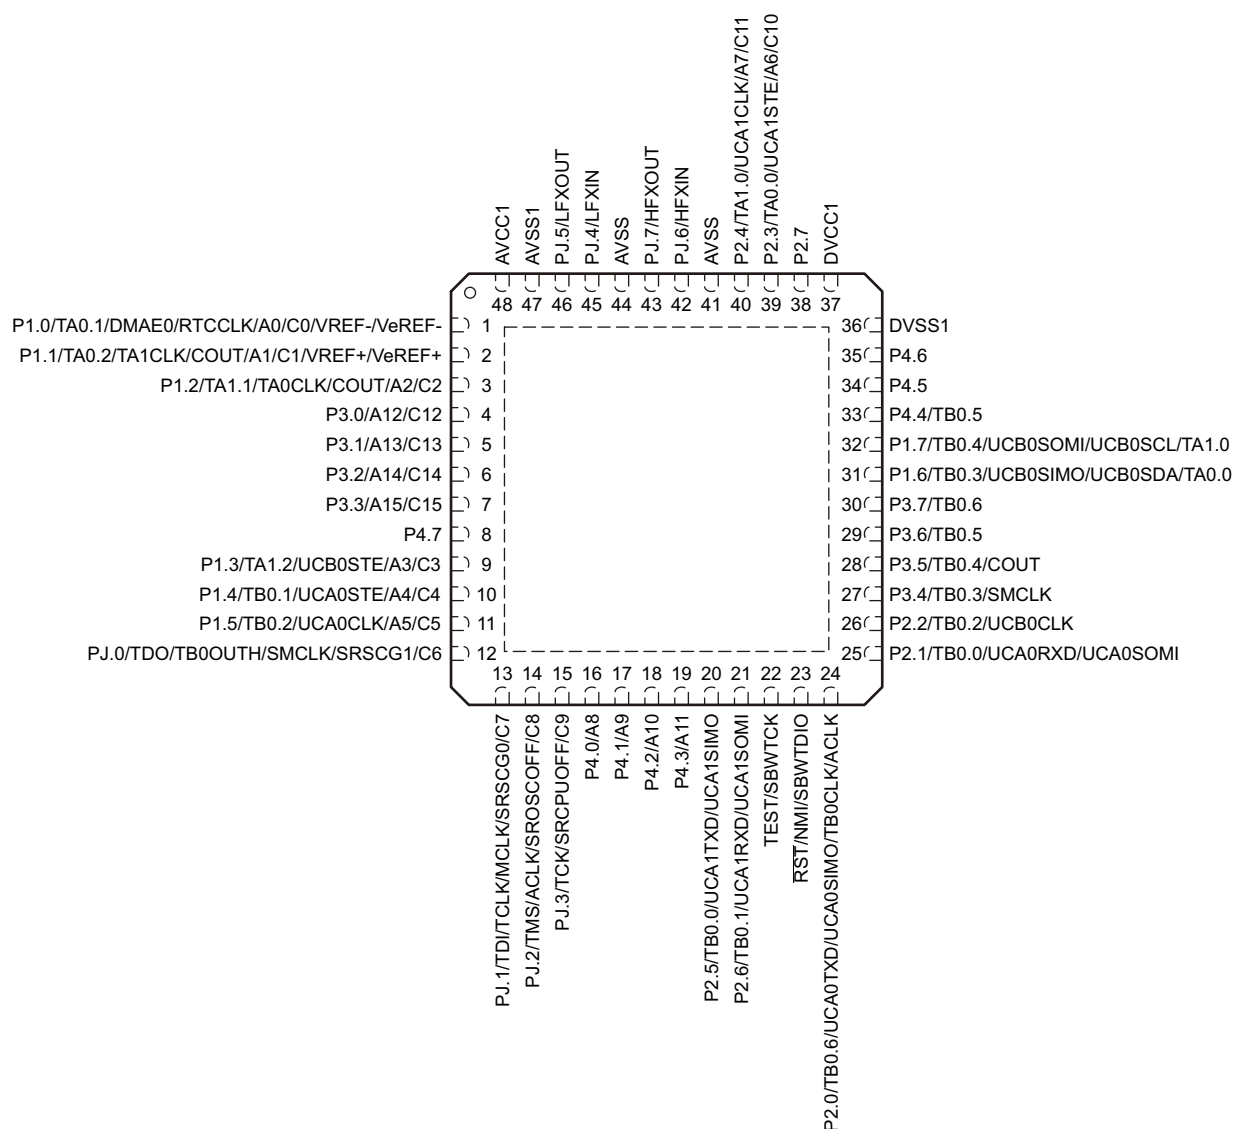 AVCC1
AVSS1
PJ.5/LFXOUT
PJ.4/LFXIN
AVSS
PJ.7/HFXOUT
PJ.6/HFXIN
AVSS
P2.4/TA1.0/UCA1CLK/A7/C11
P2.3/TA0.0/UCA1STE/A6/C10
P2.7
DVCC1
48 47 46 45 44 43 42 41 40 39 38 37
P1.0/TA0.1/DMAE0/RTCCLK/A0/C0/VREF-/VeREF- 1
P1.1/TA0.2/TA1CLK/COUT/A1/C1/VREF+/VeREF+ 2
P1.2/TA1.1/TA0CLK/COUT/A2/C2 3
P3.0/A12/C12 4
P3.1/A13/C13 5
P3.2/A14/C14 6
P3.3/A15/C15 7
P4.7 8
P1.3/TA1.2/UCB0STE/A3/C3 9
P1.4/TB0.1/UCA0STE/A4/C4 10
P1.5/TB0.2/UCA0CLK/A5/C5 11
PJ.0/TDO/TB0OUTH/SMCLK/SRSCG1/C6 12
36 DVSS1
35 P4.6
34 P4.5
33 P4.4/TB0.5
32 P1.7/TB0.4/UCB0SOMI/UCB0SCL/TA1.0
31 P1.6/TB0.3/UCB0SIMO/UCB0SDA/TA0.0
30 P3.7/TB0.6
29 P3.6/TB0.5
28 P3.5/TB0.4/COUT
27 P3.4/TB0.3/SMCLK
26 P2.2/TB0.2/UCB0CLK
25 P2.1/TB0.0/UCA0RXD/UCA0SOMI
13 14 15 16 17 18 19 20 21 22 23 24
PJ.1/TDI/TCLK/MCLK/SRSCG0/C7
PJ.2/TMS/ACLK/SROSCOFF/C8
PJ.3/TCK/SRCPUOFF/C9
P4.0/A8
P4.1/A9
P4.2/A10
P4.3/A11
P2.5/TB0.0/UCA1TXD/UCA1SIMO
P2.6/TB0.1/UCA1RXD/UCA1SOMI
TEST/SBWTCK
RST/NMI/SBWTDIO
P2.0/TB0.6/UCA0TXD/UCA0SIMO/TB0CLK/ACLK